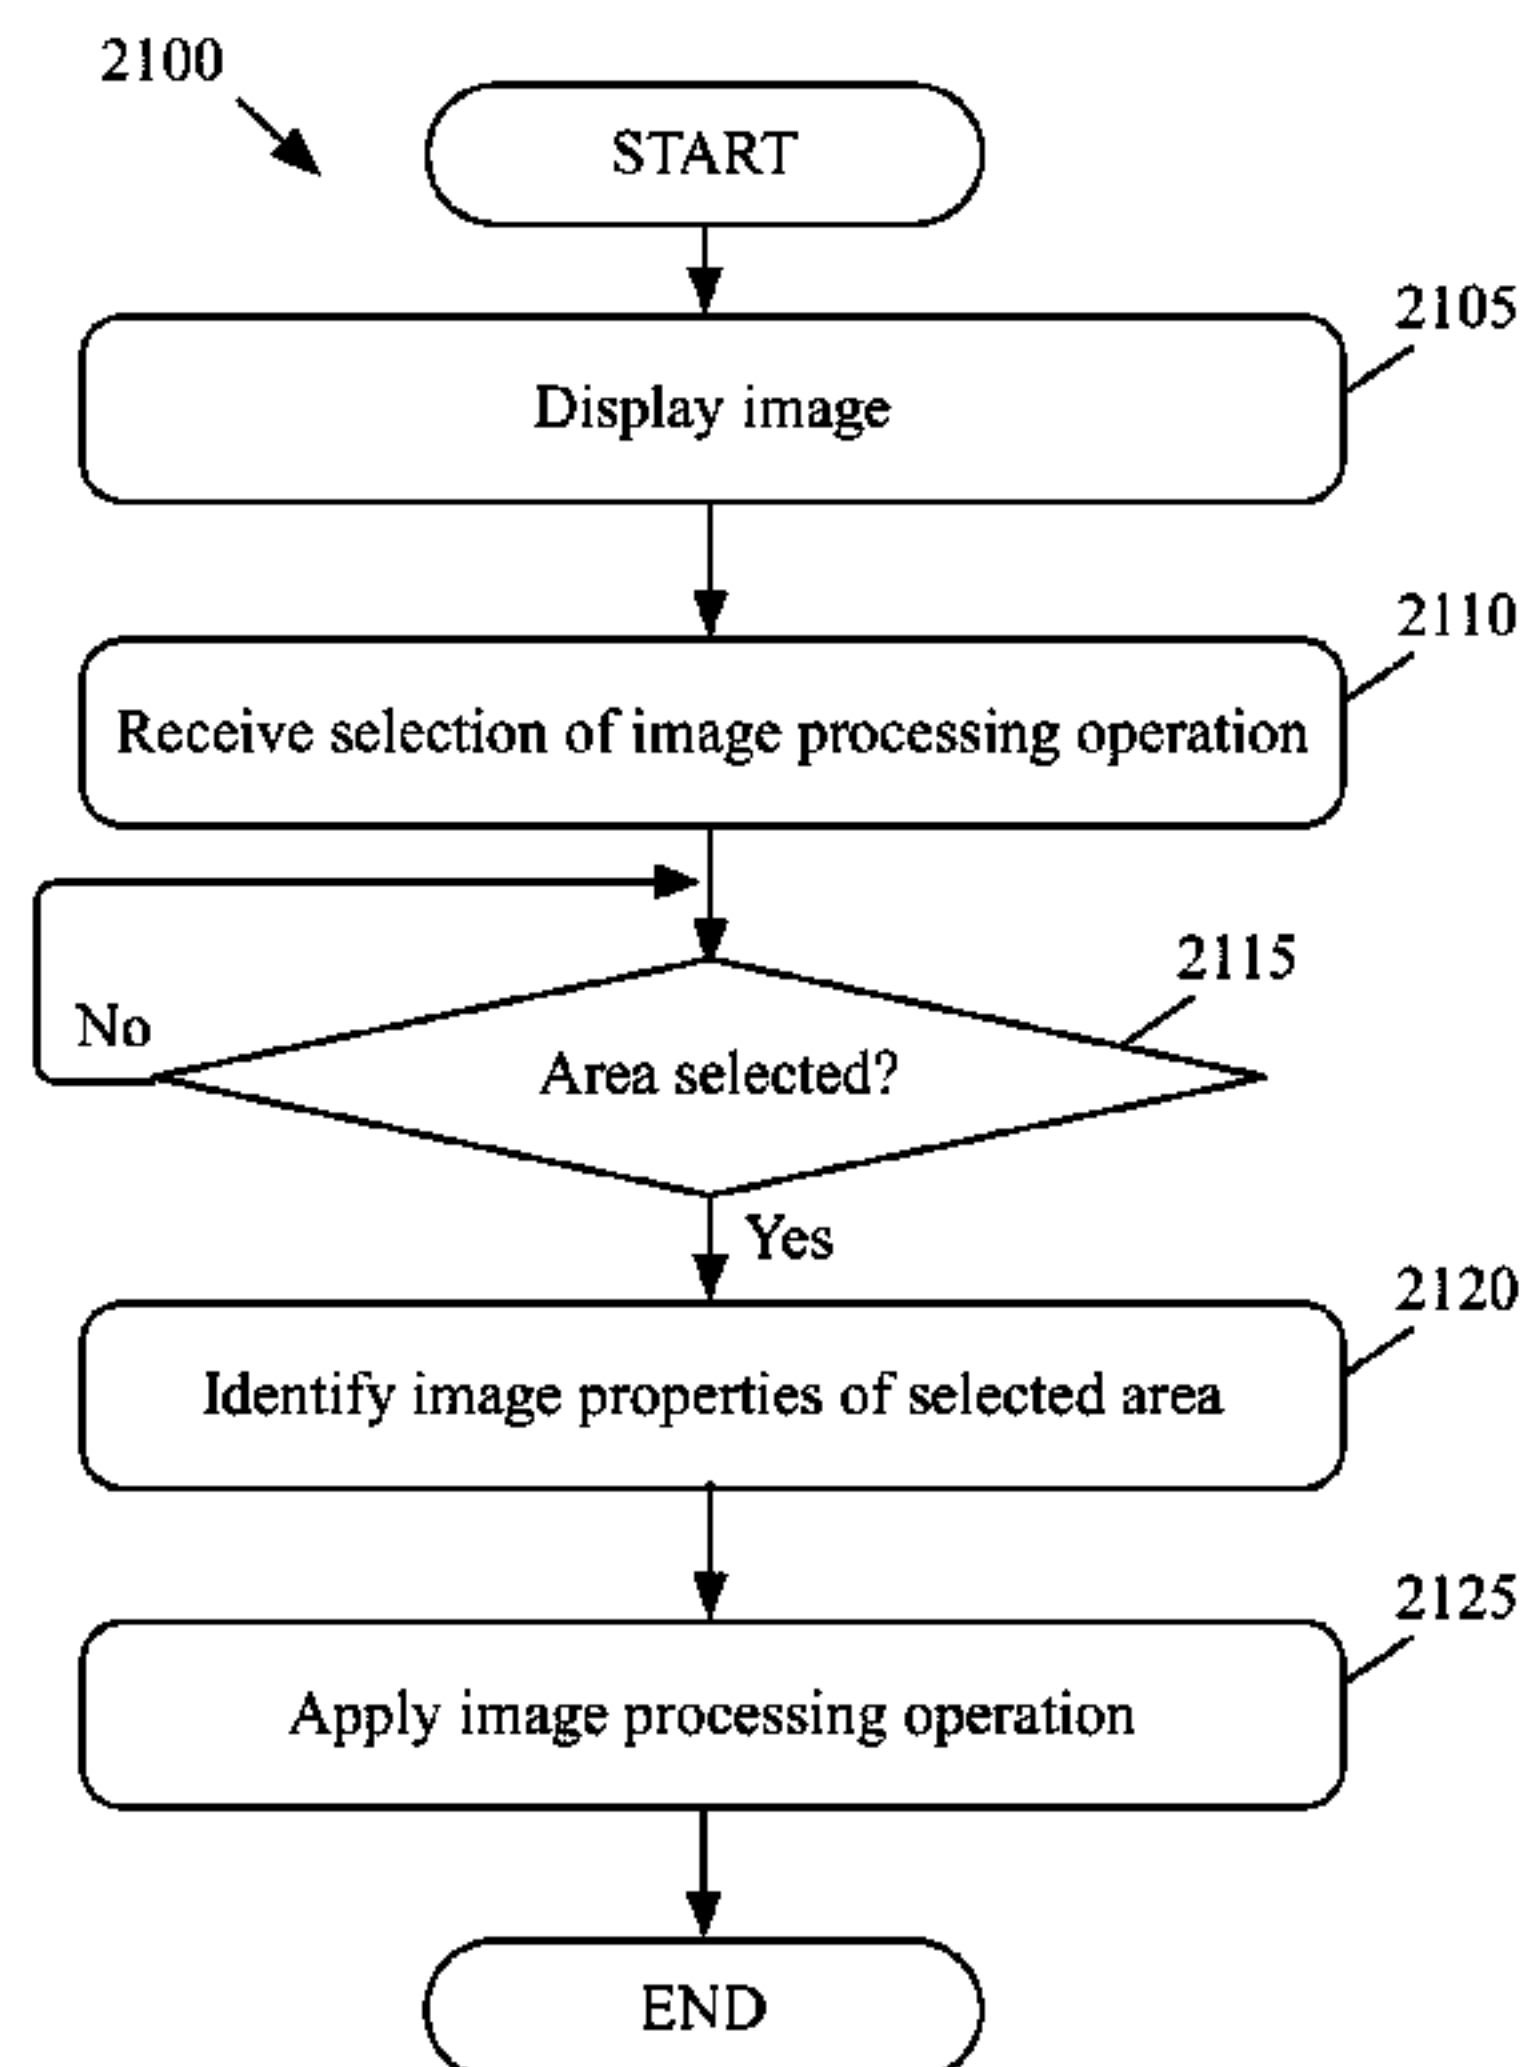 2100
START
2105
Display image
2110
Receive selection of image processing operation
2115
No
Area selected?
Yes
2120
Identify image properties of selected area
2125
Apply image processing operation
END